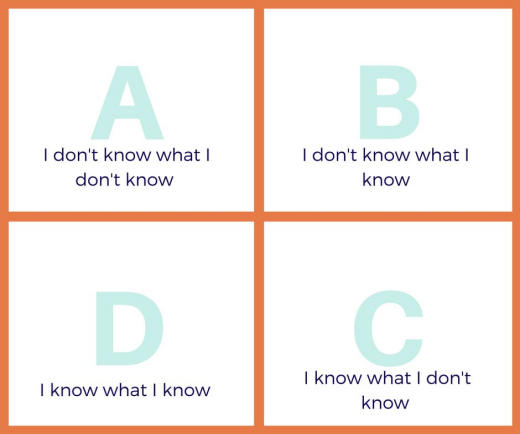 A
I don't know what I
don't know
B
I don't know what I
know
D
I know what I know
C
I know what I don't
know